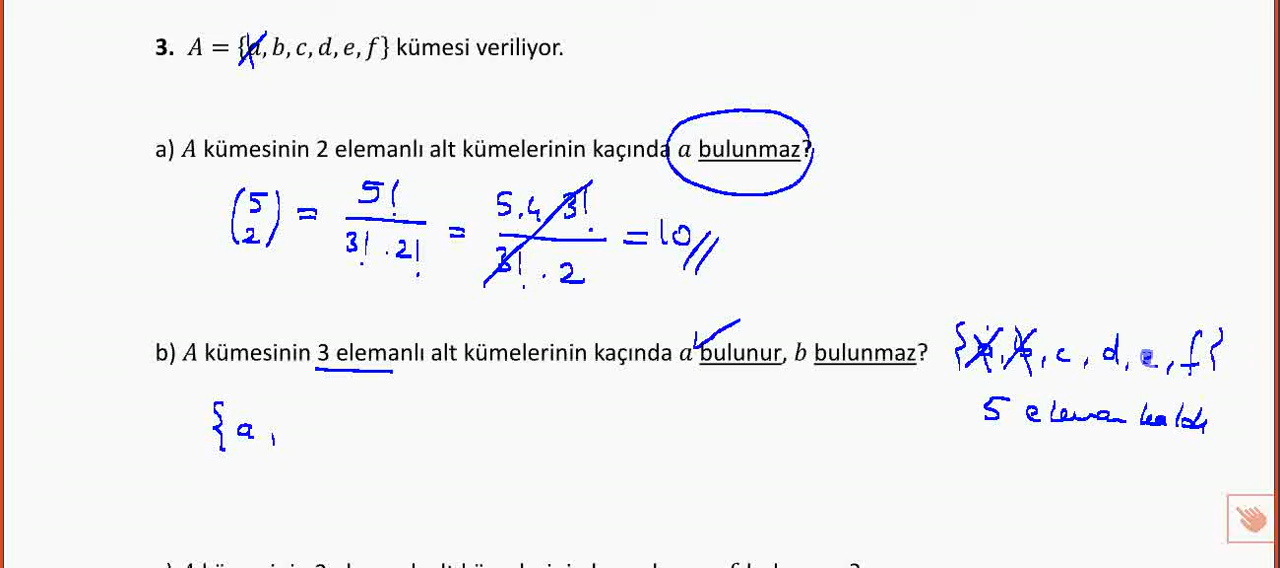 3. A = {a, b, c, d, e, f} kümesi veriliyor.
a) A kümesinin 2 elemanlı alt kümelerinin kaçında a bulunmaz?
(5 2) = 5! / 3! . 2! = 5.4 3! / 3! . 2 = 10 //
b) A kümesinin 3 elemanlı alt kümelerinin kaçında a bulunur, b bulunmaz? {a, b, c, d, e, f}
5 eleman kaldı
{a ,